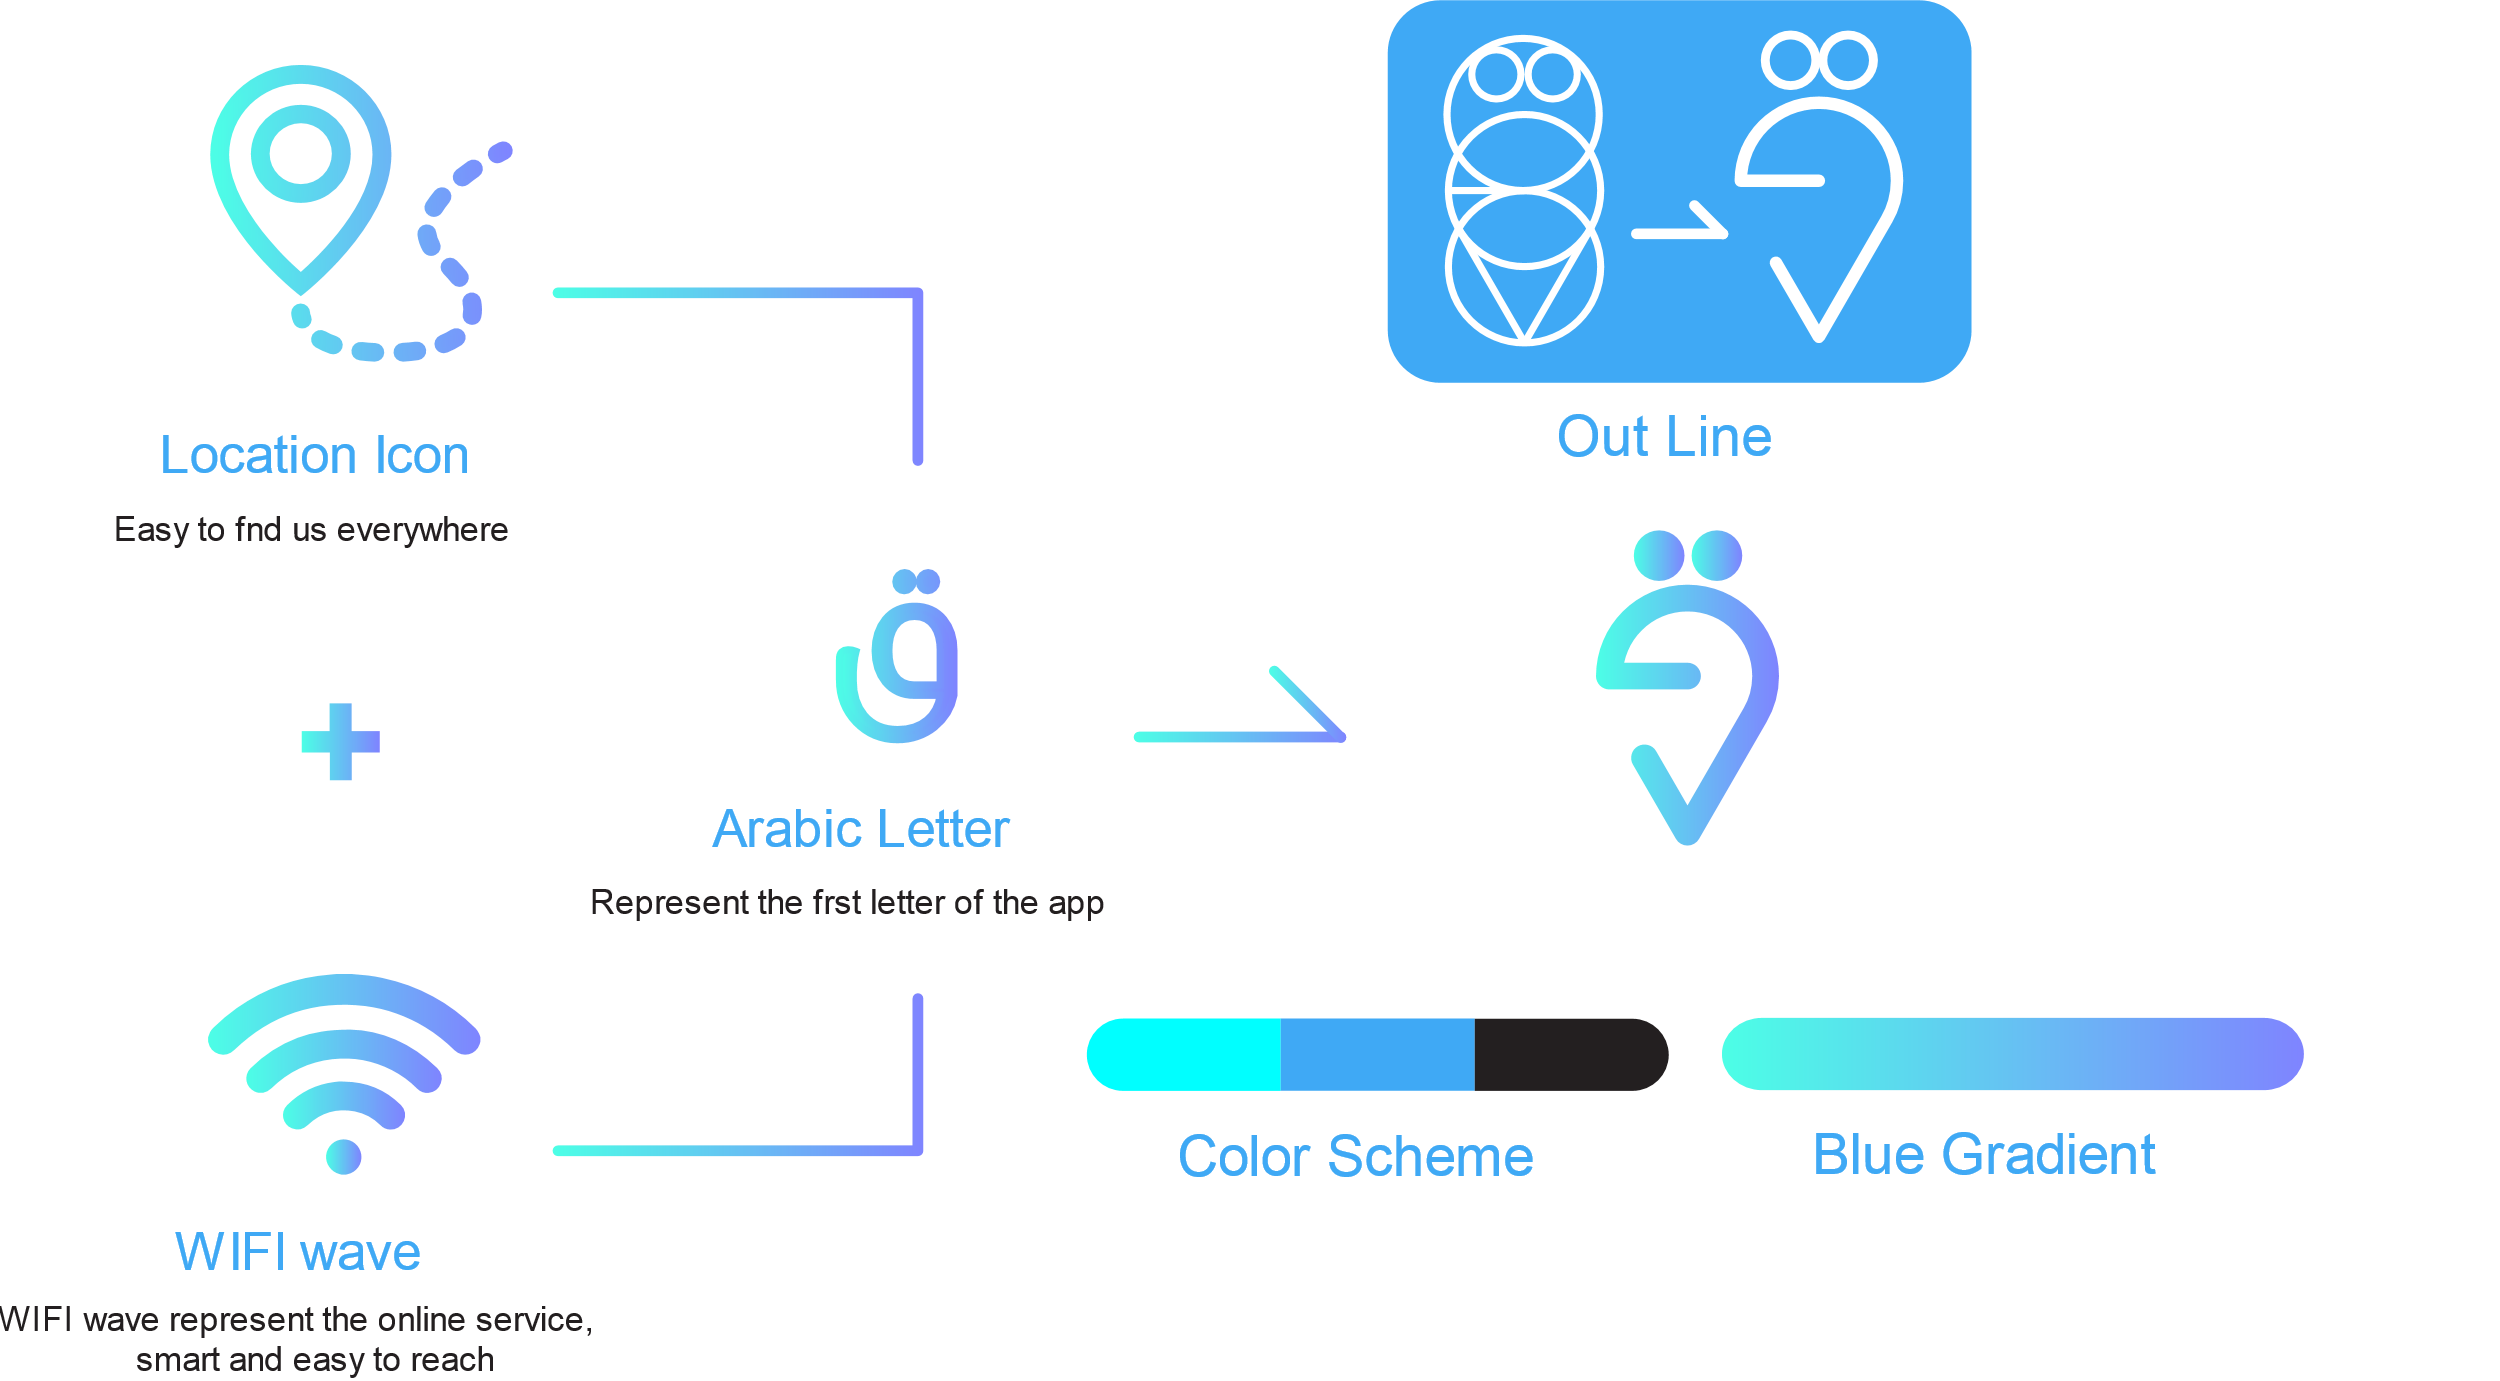 Out Line
Location Icon
Easy to fnd us everywhere
ق
Arabic Letter
Represent the frst letter of the app
Color Scheme
Blue Gradient
WIFI wave
WIFI wave represent the online service,
smart and easy to reach